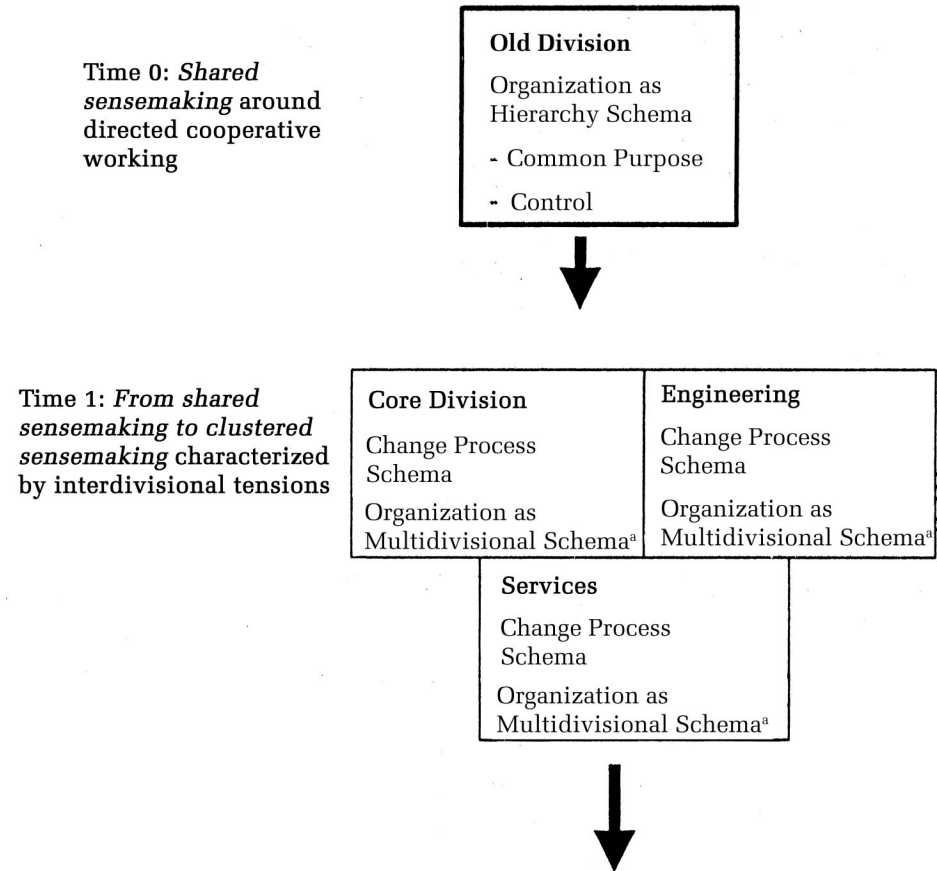 Time 0: Shared
sensemaking around
directed cooperative
working
Old Division
Organization as
Hierarchy Schema
- Common Purpose
- Control
Time 1: From shared
sensemaking to clustered
sensemaking characterized
by interdivisional tensions
Core Division
Change Process
Schema
Organization as
Multidivisional Schemaᵃ
Engineering
Change Process
Schema
Organization as
Multidivisional Schemaᵃ
Services
Change Process
Schema
Organization as
Multidivisional Schemaᵃ